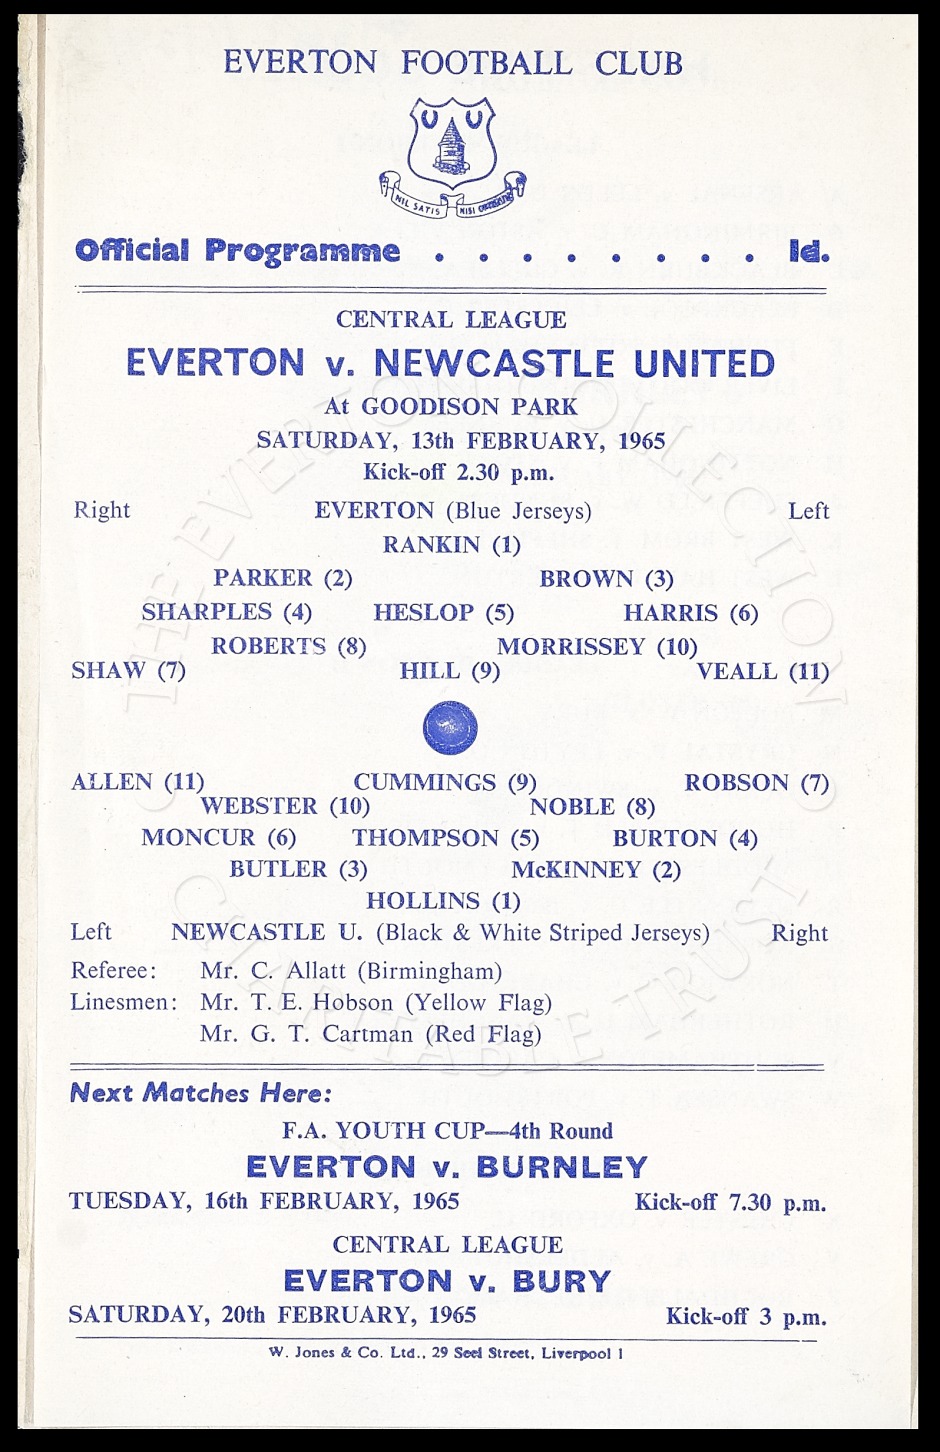 EVERTON FOOTBALL CLUB
NIL SATIS NISI OPTIMUM
Official Programme . . . . . . . . . 1d.
CENTRAL LEAGUE
EVERTON v. NEWCASTLE UNITED
At GOODISON PARK
SATURDAY, 13th FEBRUARY, 1965
Kick-off 2.30 p.m.
Right EVERTON (Blue Jerseys) Left
RANKIN (1)
PARKER (2) BROWN (3)
SHARPLES (4) HESLOP (5) HARRIS (6)
ROBERTS (8) MORRISSEY (10)
SHAW (7) HILL (9) VEALL (11)
ALLEN (11) CUMMINGS (9) ROBSON (7)
WEBSTER (10) NOBLE (8)
MONCUR (6) THOMPSON (5) BURTON (4)
BUTLER (3) McKINNEY (2)
HOLLINS (1)
Left NEWCASTLE U. (Black & White Striped Jerseys) Right
Referee: Mr. C. Allatt (Birmingham)
Linesmen: Mr. T. E. Hobson (Yellow Flag)
Mr. G. T. Cartman (Red Flag)
Next Matches Here:
F.A. YOUTH CUP—4th Round
EVERTON v. BURNLEY
TUESDAY, 16th FEBRUARY, 1965 Kick-off 7.30 p.m.
CENTRAL LEAGUE
EVERTON v. BURY
SATURDAY, 20th FEBRUARY, 1965 Kick-off 3 p.m.
W. Jones & Co. Ltd., 29 Seel Street, Liverpool 1
THE EVERTON COLLECTION
CHARITABLE TRUST